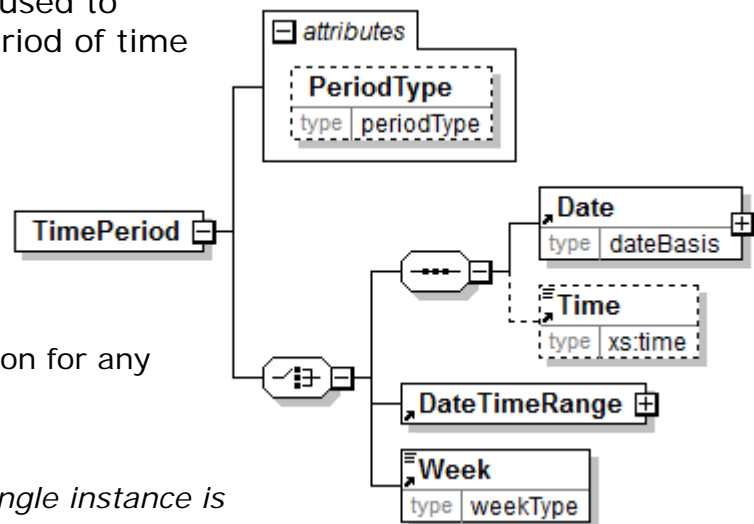 used to
riod of time
attributes
PeriodType
type periodType
TimePeriod
Date
type dateBasis
Time
type xs:time
on for any
DateTimeRange
Week
type weekType
ngle instance is